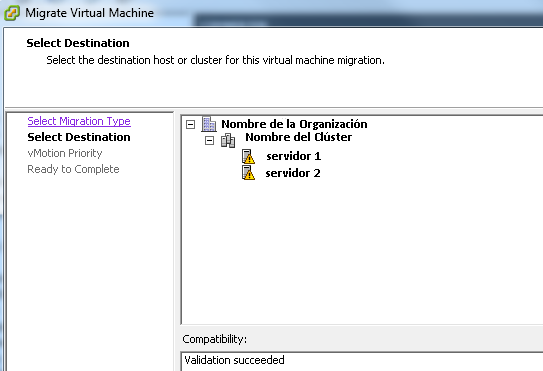 Migrate Virtual Machine
Select Destination
Select the destination host or cluster for this virtual machine migration.
Select Migration Type
Select Destination
vMotion Priority
Ready to Complete
Nombre de la Organización
Nombre del Clúster
servidor 1
servidor 2
Compatibility:
Validation succeeded